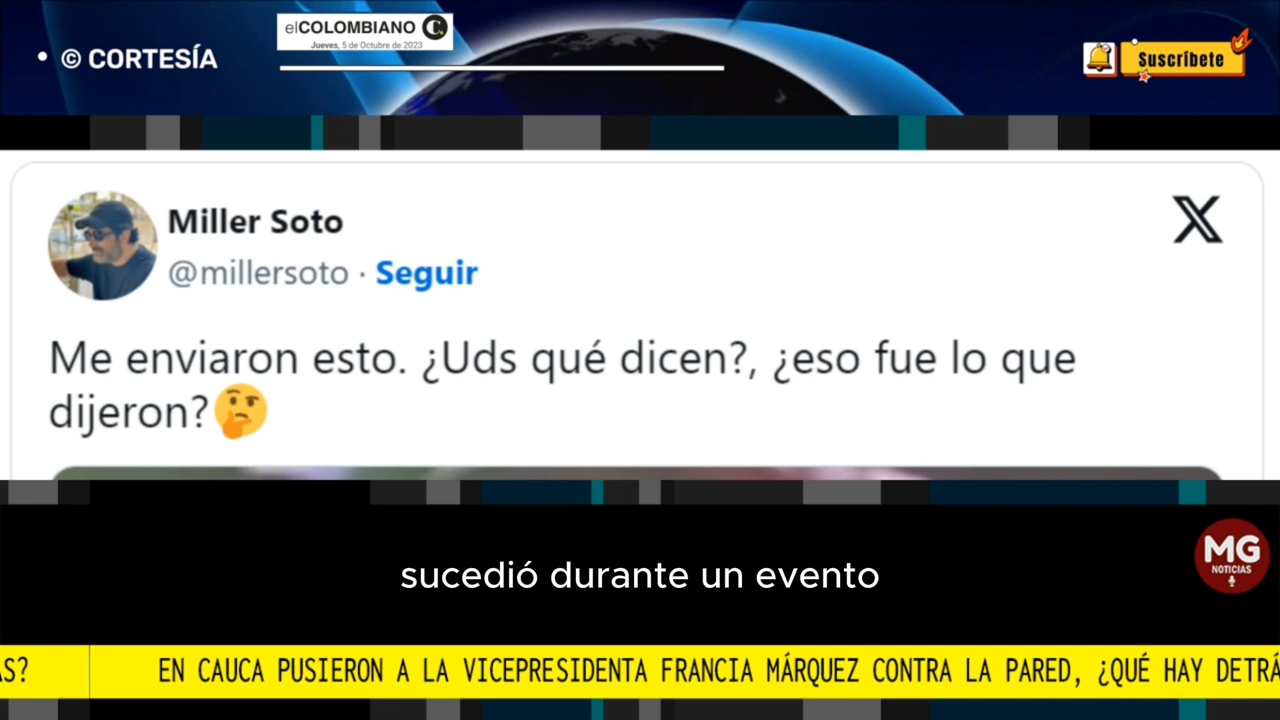 • © CORTESÍA
elCOLOMBIANO C.
Jueves, 5 de Octubre de 2023
Suscríbete
Miller Soto
@millersoto · Seguir
X
Me enviaron esto. ¿Uds qué dicen?, ¿eso fue lo que
dijeron?🤔
sucedió durante un evento
MG
NOTICIAS
AS? EN CAUCA PUSIERON A LA VICEPRESIDENTA FRANCIA MÁRQUEZ CONTRA LA PARED, ¿QUÉ HAY DETRÁ